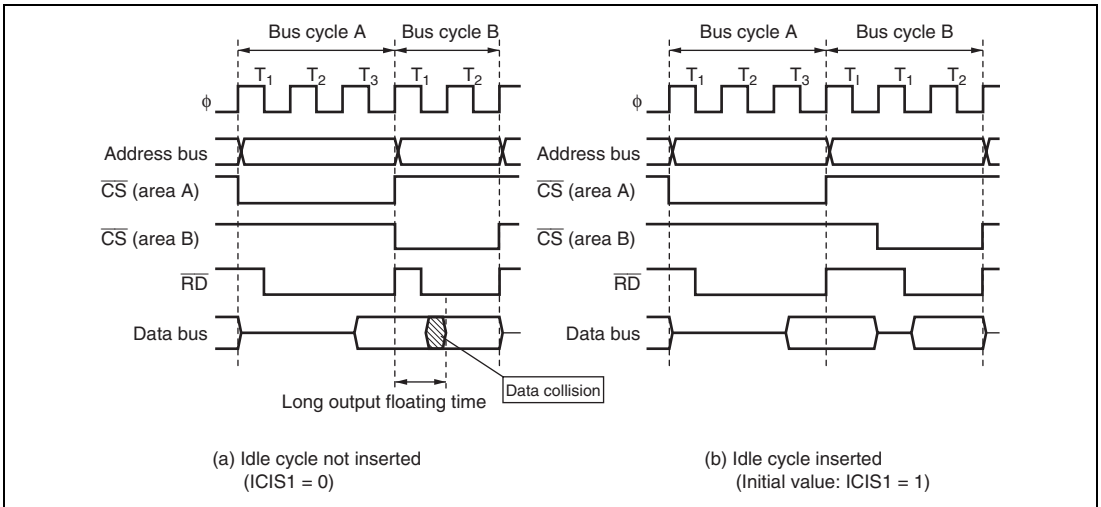 Bus cycle A Bus cycle B
T1 T2 T3 T1 T2
ϕ
Address bus
CS (area A)
CS (area B)
RD
Data bus
Data collision
Long output floating time
(a) Idle cycle not inserted
(ICIS1 = 0)
Bus cycle A Bus cycle B
T1 T2 T3 TI T1 T2
ϕ
Address bus
CS (area A)
CS (area B)
RD
Data bus
(b) Idle cycle inserted
(Initial value: ICIS1 = 1)